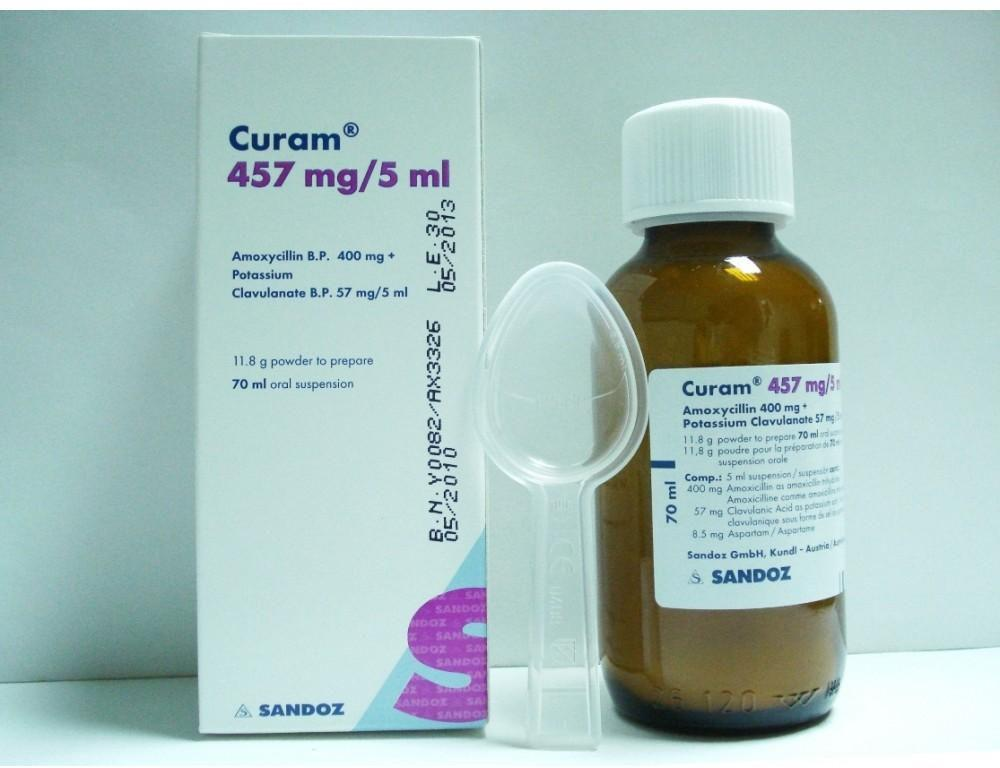 Curam®
457 mg/5 ml
Amoxycillin B.P. 400 mg +
Potassium
Clavulanate B.P. 57 mg/5 ml
11.8 g powder to prepare
70 ml oral suspension
B.N.Y0082/AX3326 L.E.30
05/2010 05/2013
SANDOZ
Curam® 457 mg/5
Amoxycillin 400 mg +
Potassium Clavulanate 57 mg
11.8 g powder to prepare 70 ml oral
11,8 g poudre pour la préparation de 70
suspension orale
Comp.: 5 ml suspension/suspension
400 mg Amoxicillin as amoxicillin
Amoxicilline comme amoxicilline
57 mg Clavulanic Acid as potassium
clavulanique sous forme de sel
8.5 mg Aspartam/Aspartame
Sandoz GmbH, Kundl - Austria/
SANDOZ
70 ml
120